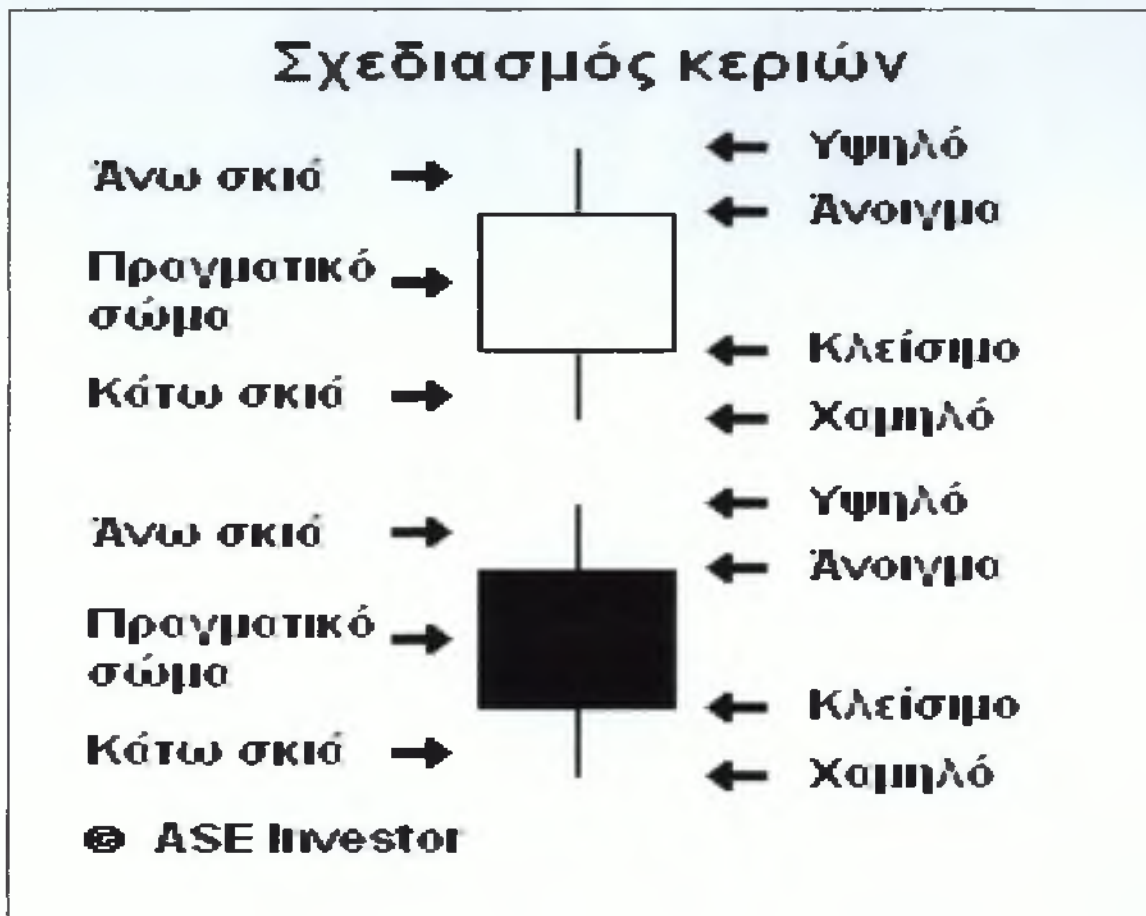 Σχεδιασμός κεριών
Άνω σκιά
Υψηλό
Άνοιγμα
Πραγματικό
σώμα
Κλείσιμο
Κάτω σκιά
Χαμηλό
Υψηλό
Άνω σκιά
Άνοιγμα
Πραγματικό
σώμα
Κλείσιμο
Κάτω σκιά
Χαμηλό
© ASE Investor